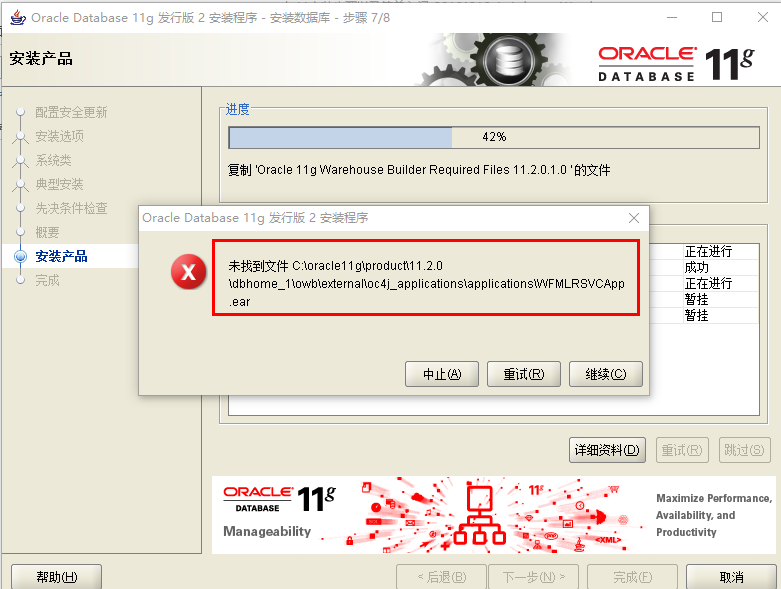 Oracle Database 11g 发行版 2 安装程序 - 安装数据库 - 步骤 7/8
安装产品
ORACLE
DATABASE 11g
配置安全更新
安装选项
系统类
典型安装
先决条件检查
概要
安装产品
完成
进度
42%
复制 'Oracle 11g Warehouse Builder Required Files 11.2.0.1.0 '的文件
正在进行
成功
正在进行
暂挂
暂挂
Oracle Database 11g 发行版 2 安装程序
未找到文件 C:\oracle11g\product\11.2.0
\dbhome_1\owb\external\oc4j_applications\applications\WFMLRSVCApp
.ear
中止(A) 重试(R) 继续(C)
详细资料(D) 重试(R) 跳过(S)
ORACLE
DATABASE 11g
Manageability
11g
<XML>
Maximize Performance,
Availability, and
Productivity
帮助(H) < 后退(B) 下一步(N) > 完成(F) 取消